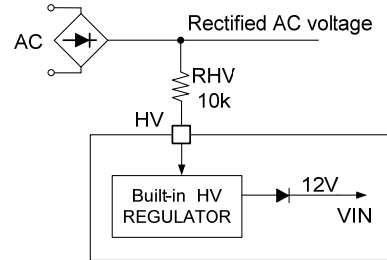 AC
Rectified AC voltage
RHV
10k
HV
Built-in HV
REGULATOR
12V
VIN